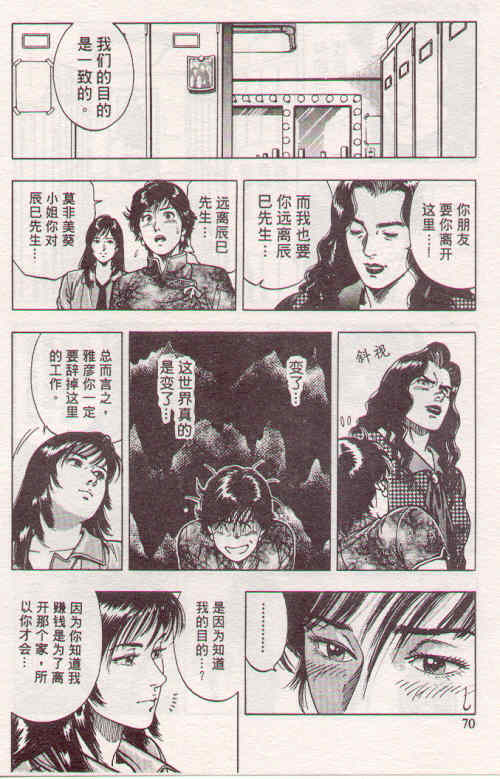 我们的目的
是一致的。
你朋友
要你离开
这里…!
而我也要
你远离辰
巳先生…
远离辰巳
先生…
莫非美葵
小姐你对
辰巳先生…
斜视
变了…
这世界真的
是变了…
总而言之，
雅彦你一定
要辞掉这里
的工作。
………
是因为知道
我的目的…？
因为你知道我
赚钱是为了离
开那个家，所
以你才会…
70